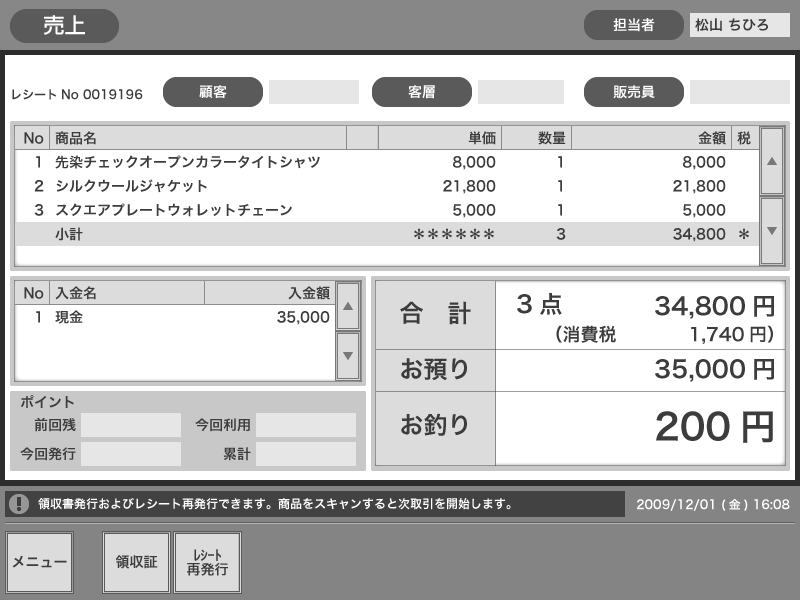 売上
担当者 松山 ちひろ
レシート No 0019196 顧客 客層 販売員
No 商品名 単価 数量 金額 税
1 先染チェックオープンカラータイトシャツ 8,000 1 8,000
2 シルクウールジャケット 21,800 1 21,800
3 スクエアプレートウォレットチェーン 5,000 1 5,000
小計 ****** 3 34,800 *
No 入金名 入金額
1 現金 35,000
合 計 3 点 34,800 円
(消費税 1,740 円)
お預り 35,000 円
お釣り 200 円
ポイント
前回残 今回利用
今回発行 累計
領収書発行およびレシート再発行できます。商品をスキャンすると次取引を開始します。
2009/12/01 (金) 16:08
メニュー
領収証
レシート
再発行